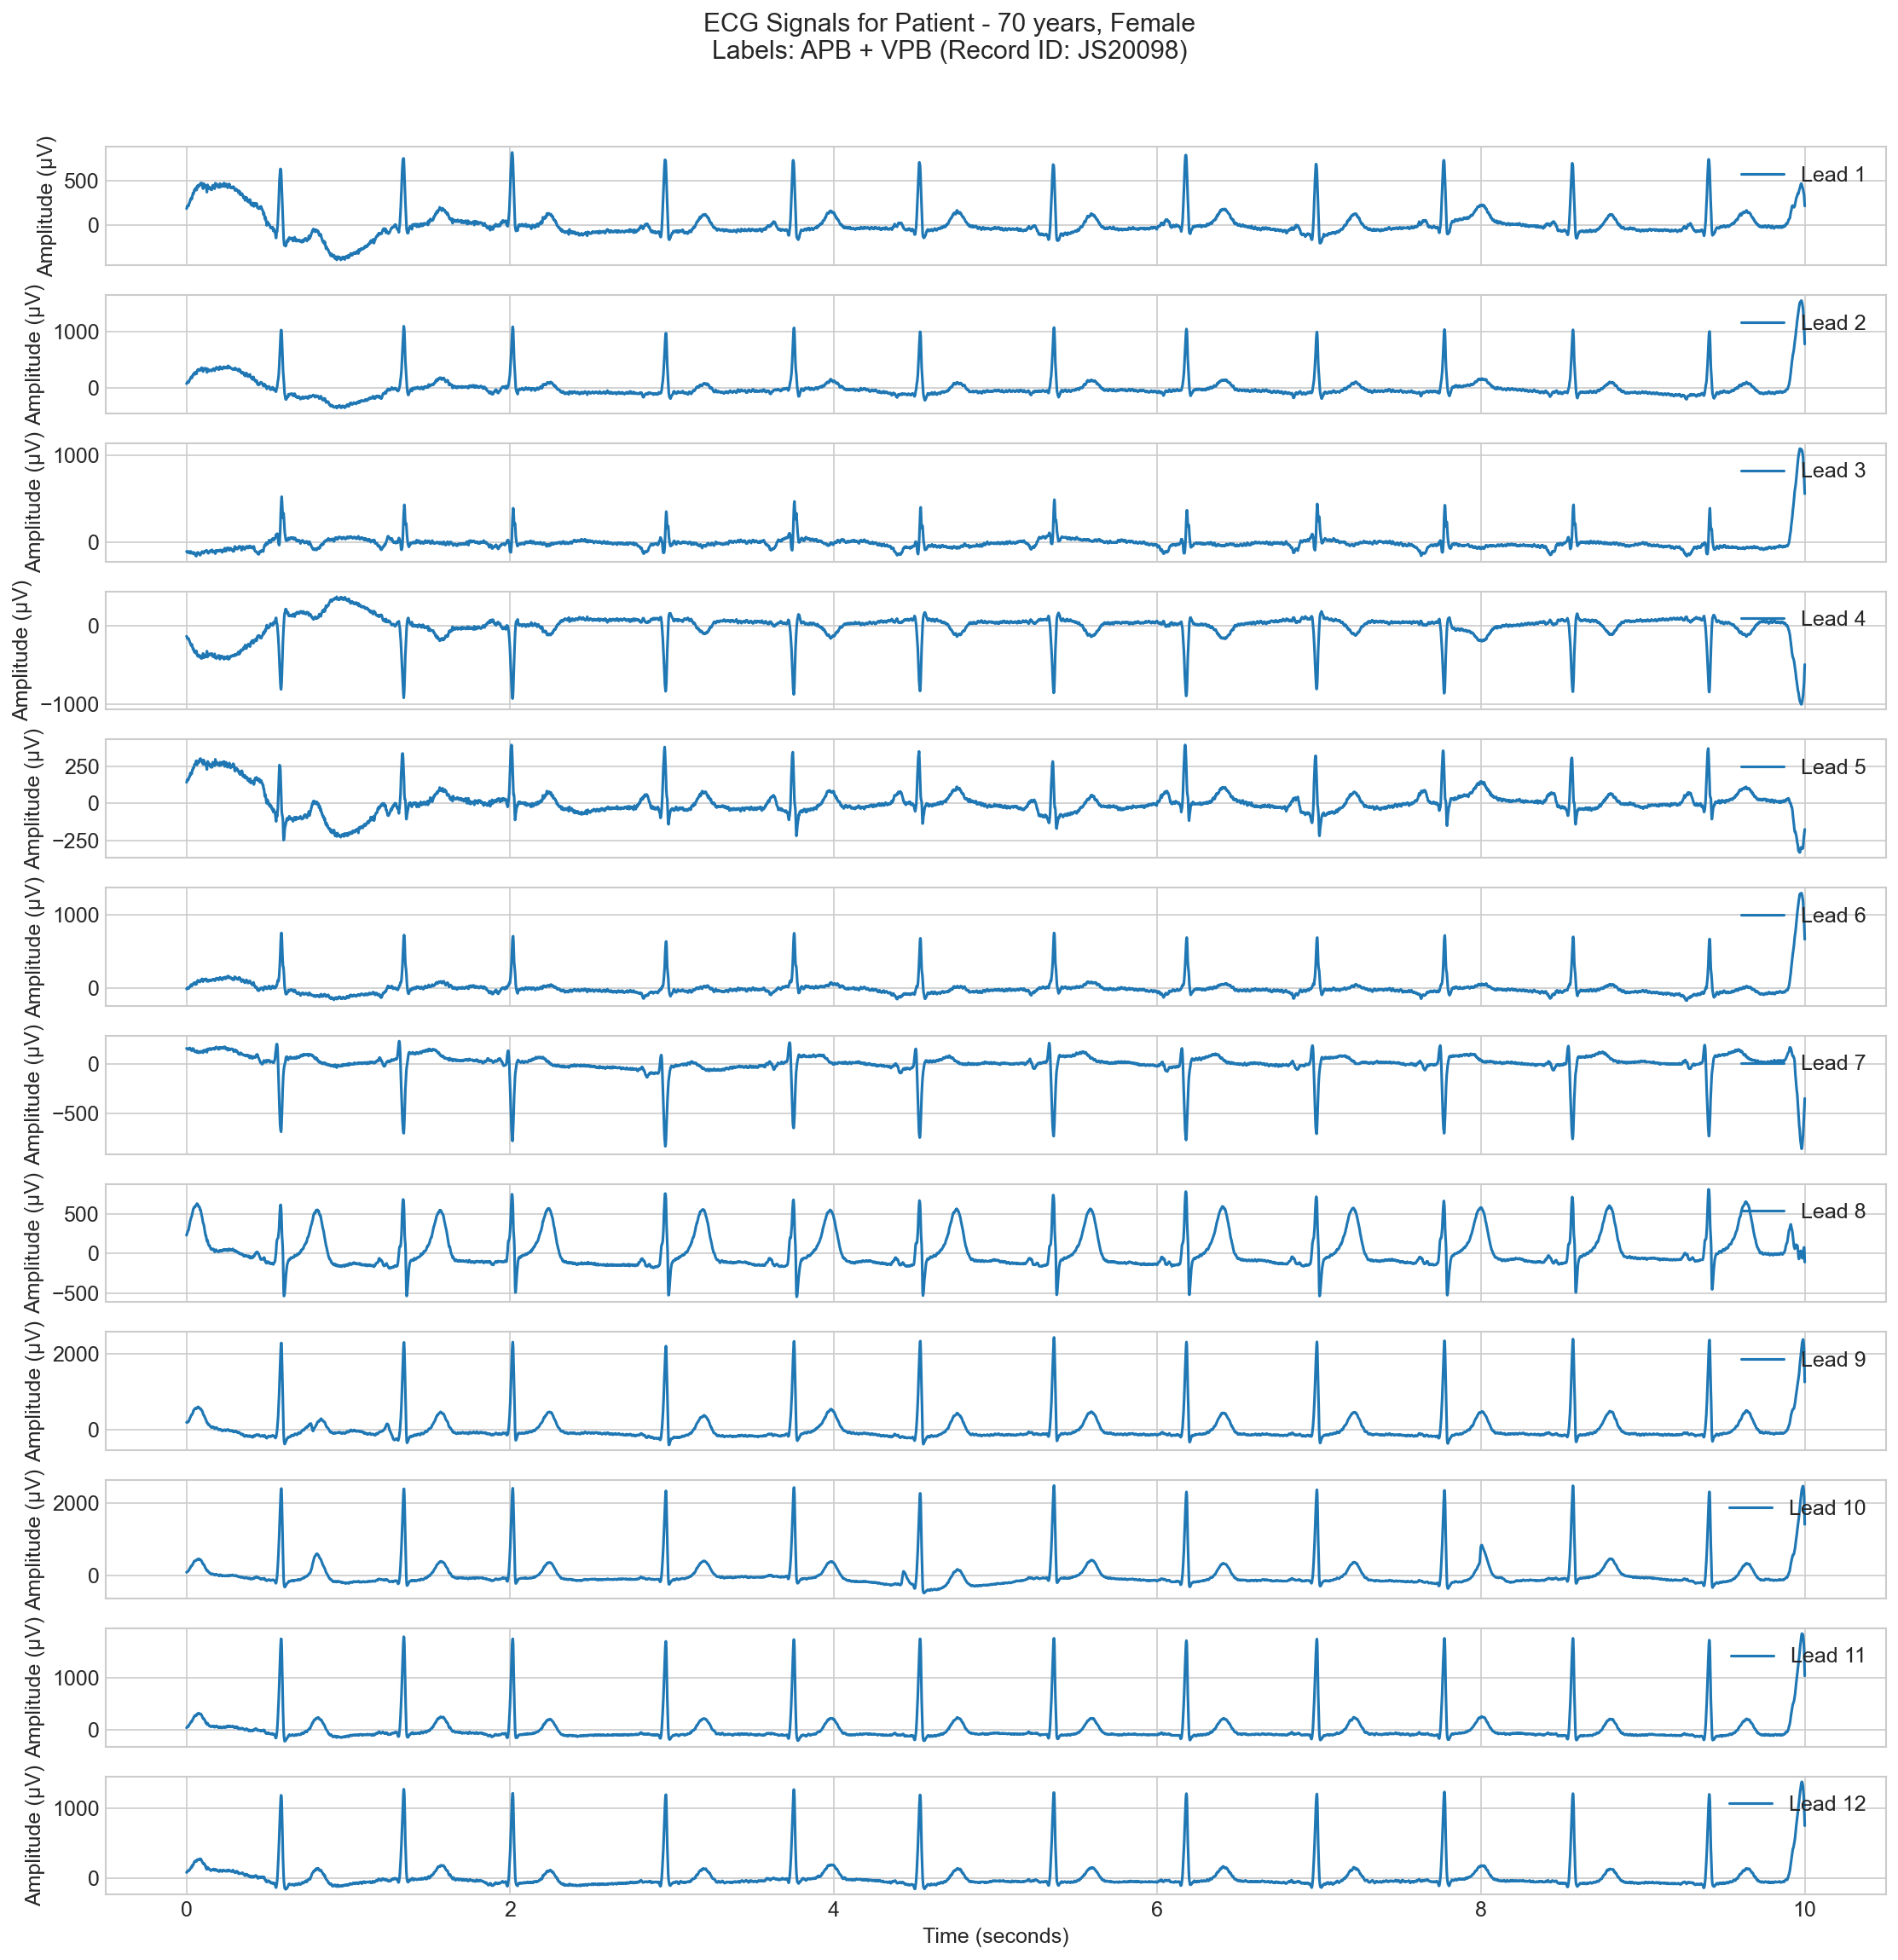 ECG Signals for Patient - 70 years, Female
Labels: APB + VPB (Record ID: JS20098)
Amplitude (µV)
500
0
Lead 1
Amplitude (µV)
1000
0
Lead 2
Amplitude (µV)
1000
0
Lead 3
Amplitude (µV)
0
−1000
Lead 4
Amplitude (µV)
250
0
−250
Lead 5
Amplitude (µV)
1000
0
Lead 6
Amplitude (µV)
0
−500
Lead 7
Amplitude (µV)
500
0
−500
Lead 8
Amplitude (µV)
2000
0
Lead 9
Amplitude (µV)
2000
0
Lead 10
Amplitude (µV)
1000
0
Lead 11
Amplitude (µV)
1000
0
Lead 12
0 2 4 6 8 10
Time (seconds)